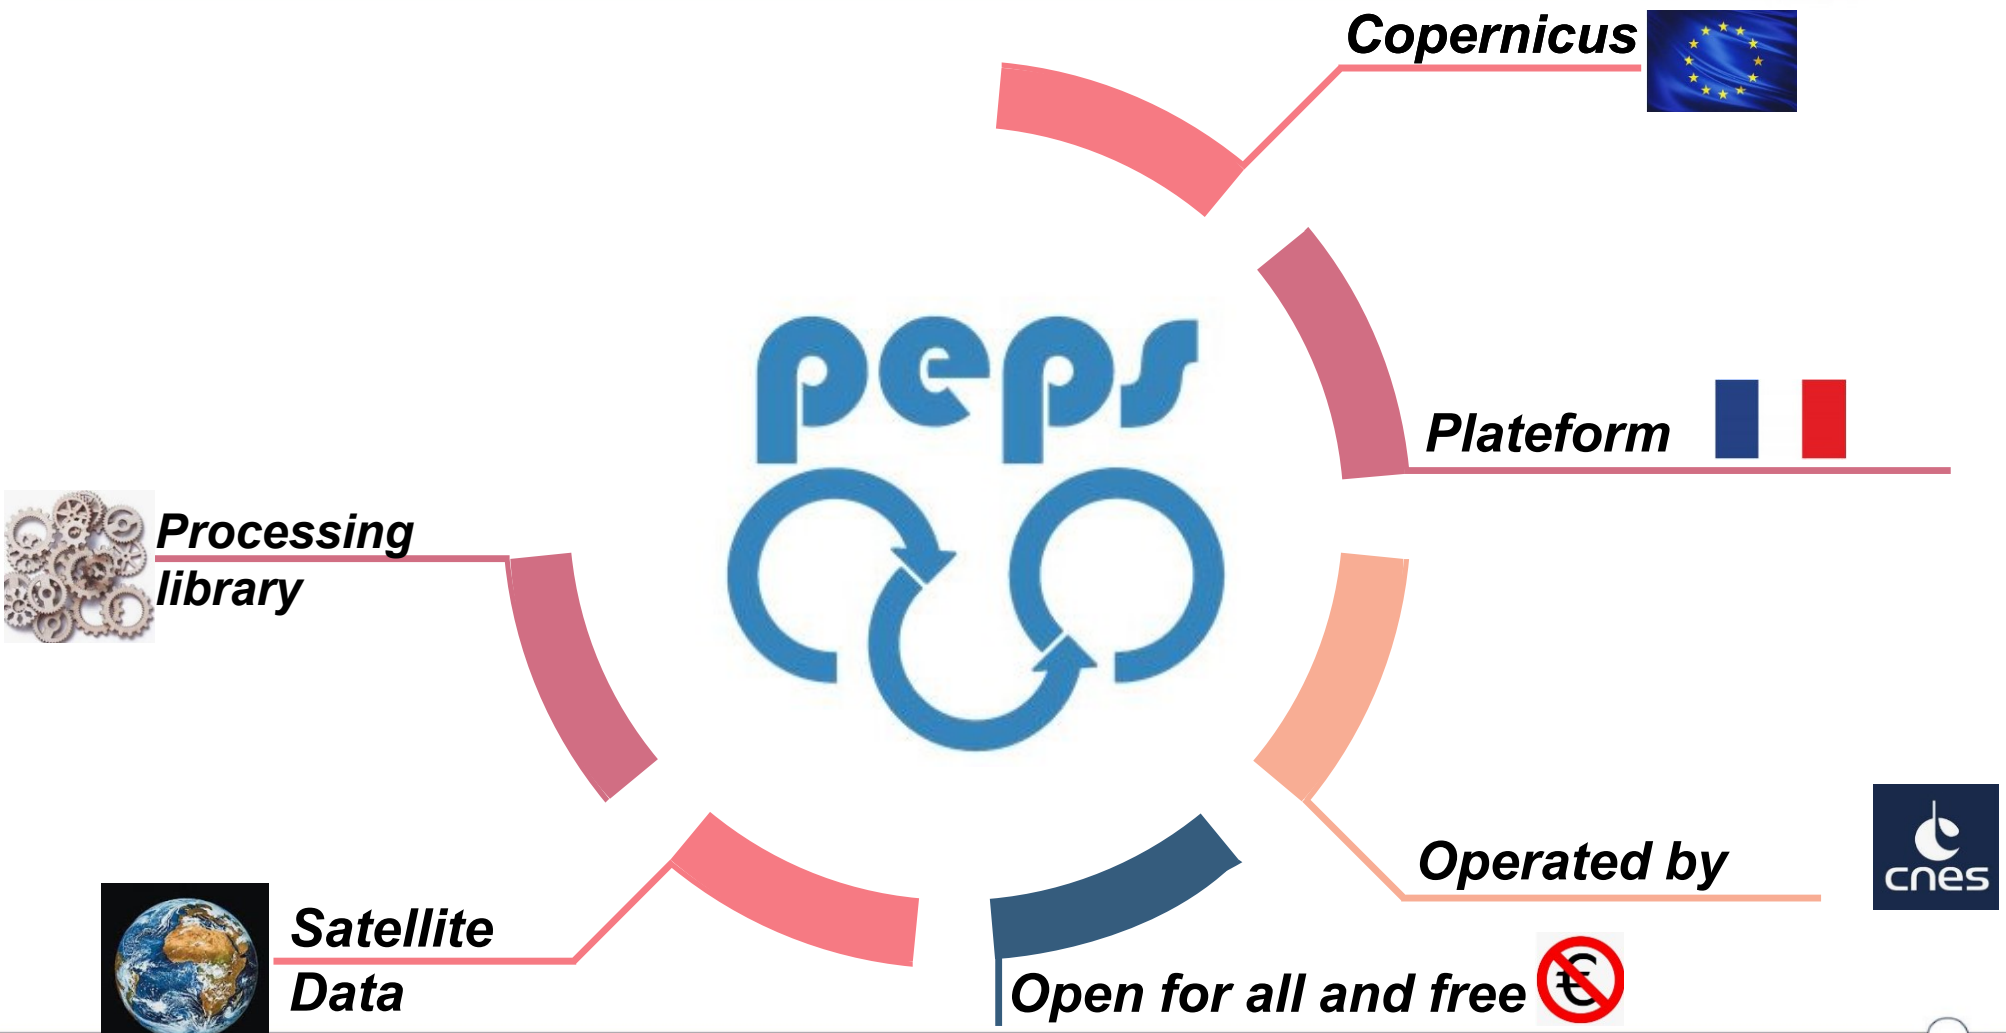 Copernicus
peps
Plateform
Processing
library
Operated by
cnes
Satellite
Data
Open for all and free
€